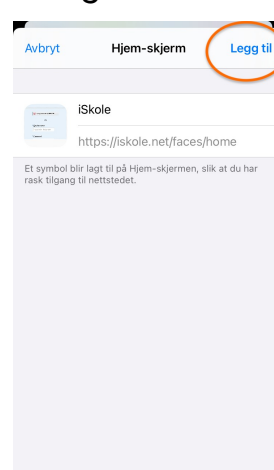 Avbryt Hjem-skjerm Legg til
iSkole
https://iskole.net/faces/home
Et symbol blir lagt til på Hjem-skjermen, slik at du har
rask tilgang til nettstedet.